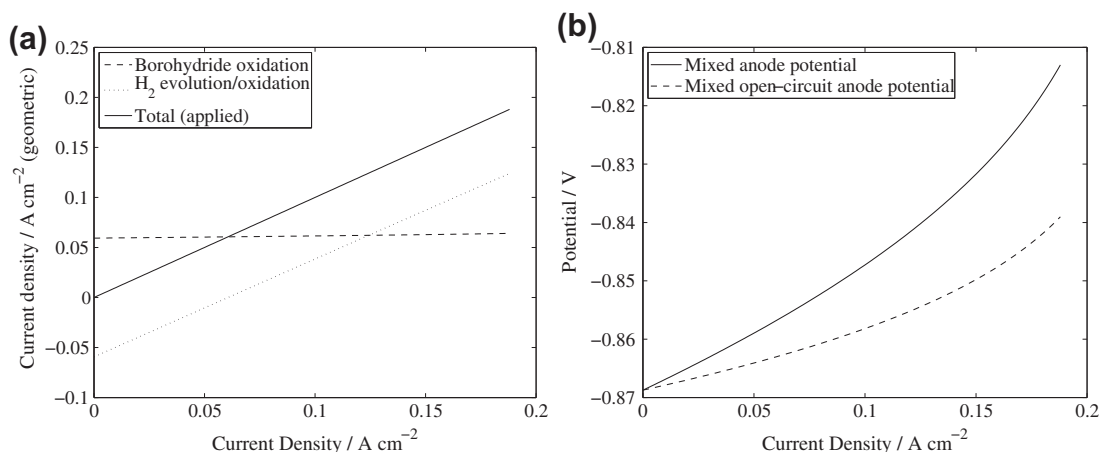 (a)
0.25
0.2
0.15
0.1
0.05
0
−0.05
−0.1
Current density / A cm−2 (geometric)
Borohydride oxidation
H2 evolution/oxidation
Total (applied)
0
0.05
0.1
0.15
0.2
Current Density / A cm−2
(b)
−0.81
−0.82
−0.83
−0.84
−0.85
−0.86
−0.87
Potential / V
Mixed anode potential
Mixed open−circuit anode potential
0
0.05
0.1
0.15
0.2
Current Density / A cm−2